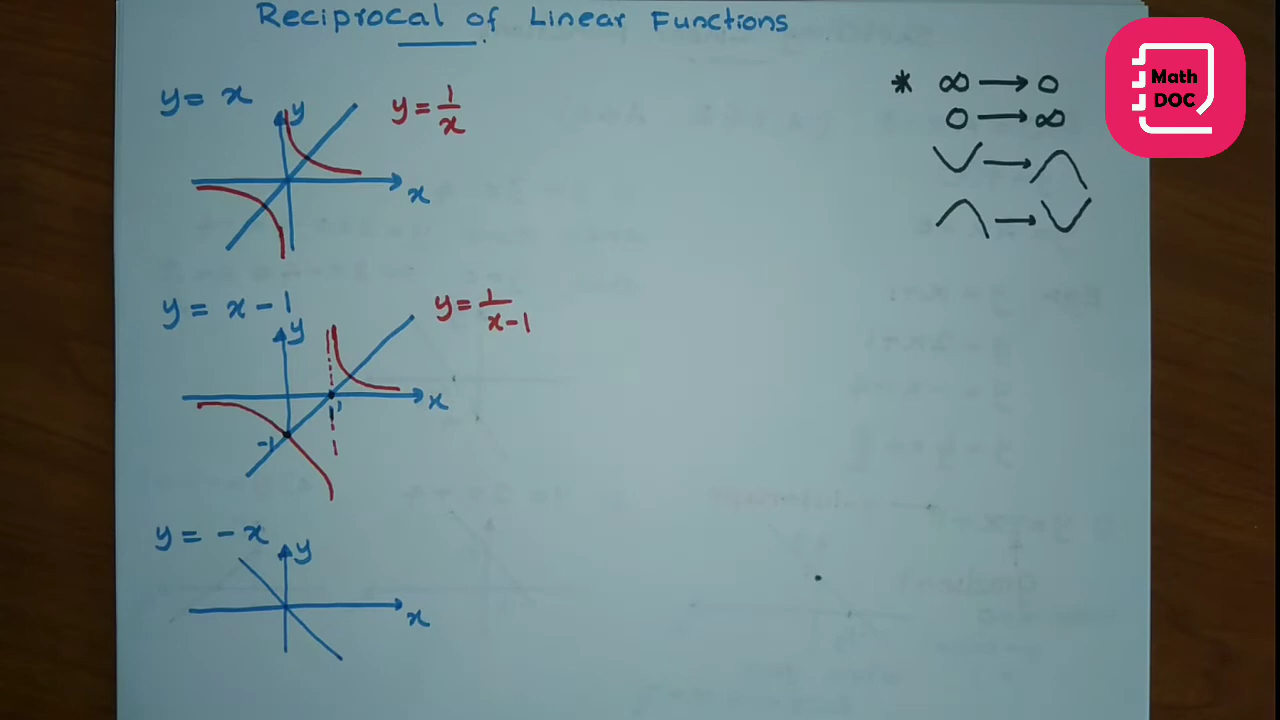 Reciprocal of Linear Functions
y = x
y = 1/x
y
x
y = x - 1
y = 1/(x-1)
y
x
1
-1
y = -x
y
x
* ∞ → 0
0 → ∞
∨ → ∧
∧ → ∨
Math
DOC